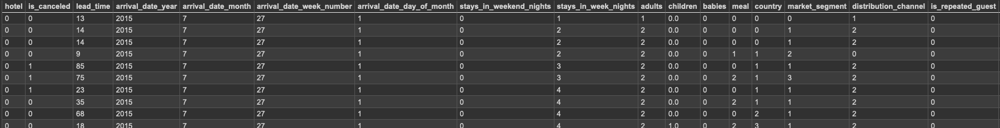 hotel is_canceled lead_time arrival_date_year arrival_date_month arrival_date_week_number arrival_date_day_of_month stays_in_weekend_nights stays_in_week_nights adults children babies meal country market_segment distribution_channel is_repeated_guest
0 0 13 2015 7 27 1 0 1 1 0.0 0 0 0 0 1 0
0 0 14 2015 7 27 1 0 2 2 0.0 0 0 0 1 2 0
0 0 14 2015 7 27 1 0 2 2 0.0 0 0 0 1 2 0
0 0 9 2015 7 27 1 0 2 2 0.0 0 1 1 2 0 0
0 1 85 2015 7 27 1 0 3 2 0.0 0 0 1 1 2 0
0 1 75 2015 7 27 1 0 3 2 0.0 0 2 1 3 2 0
0 1 23 2015 7 27 1 0 4 2 0.0 0 0 1 1 2 0
0 0 35 2015 7 27 1 0 4 2 0.0 0 2 1 1 2 0
0 0 68 2015 7 27 1 0 4 2 0.0 0 0 2 1 2 0
0 0 18 2015 7 27 1 0 4 2 1.0 0 2 3 1 2 0